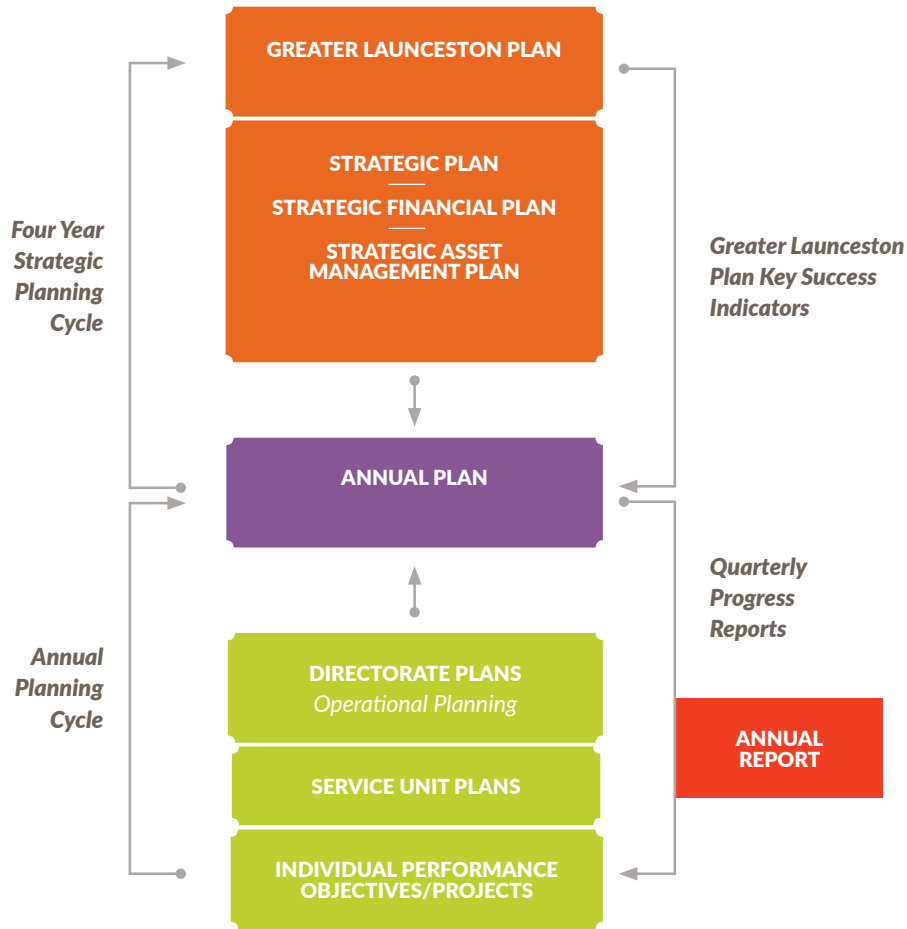 GREATER LAUNCESTON PLAN
STRATEGIC PLAN
STRATEGIC FINANCIAL PLAN
STRATEGIC ASSET
MANAGEMENT PLAN
Four Year
Strategic
Planning
Cycle
Greater Launceston
Plan Key Success
Indicators
ANNUAL PLAN
Quarterly
Progress
Reports
Annual
Planning
Cycle
DIRECTORATE PLANS
Operational Planning
ANNUAL
REPORT
SERVICE UNIT PLANS
INDIVIDUAL PERFORMANCE
OBJECTIVES/PROJECTS